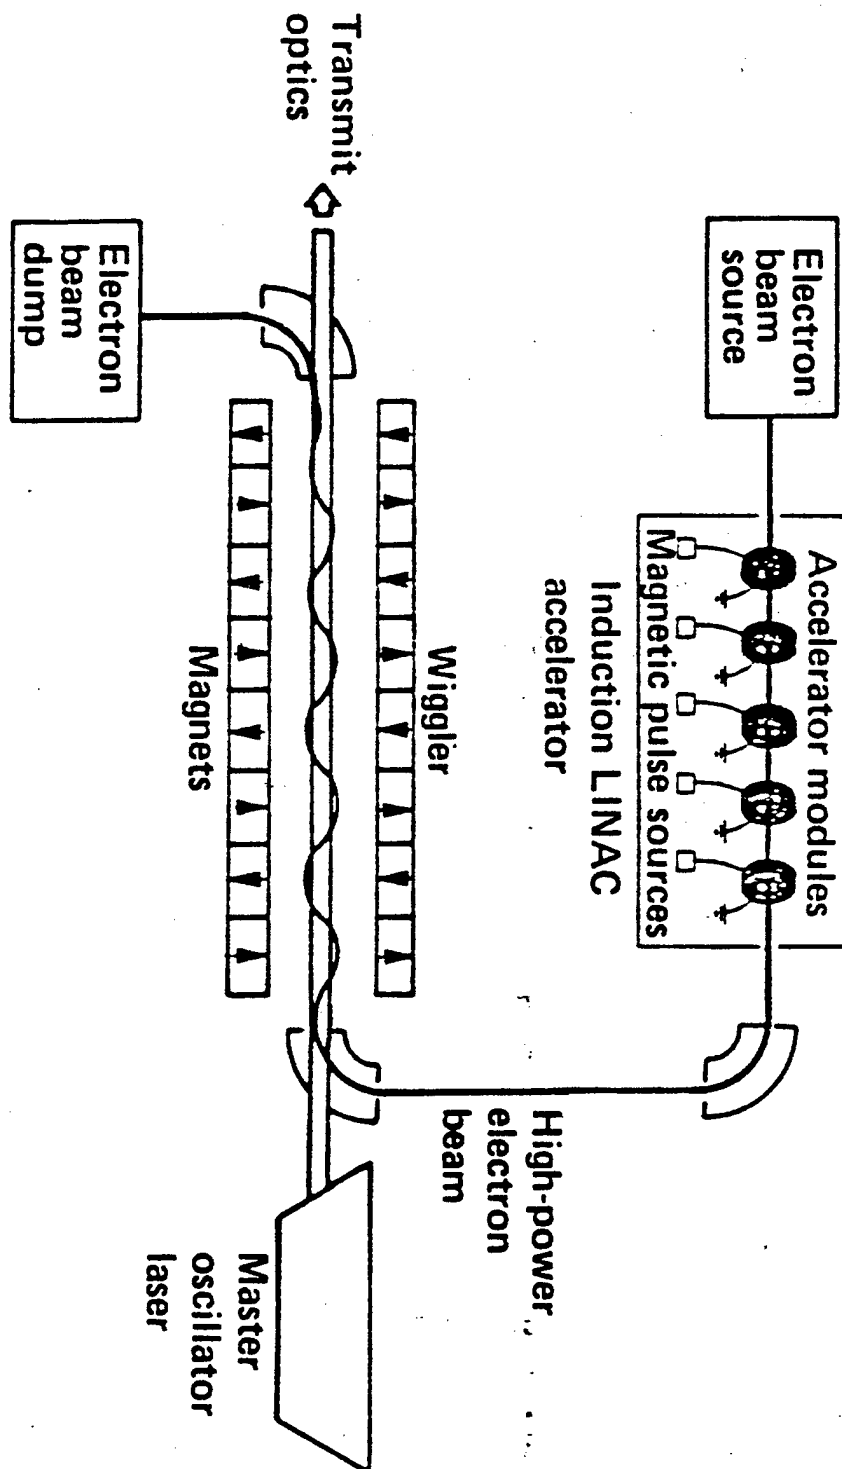 Electron
beam
source
Accelerator modules
Magnetic pulse sources
Induction LINAC
accelerator
High-power
electron
beam
Wiggler
Magnets
Transmit
optics
Electron
beam
dump
Master
oscillator
laser